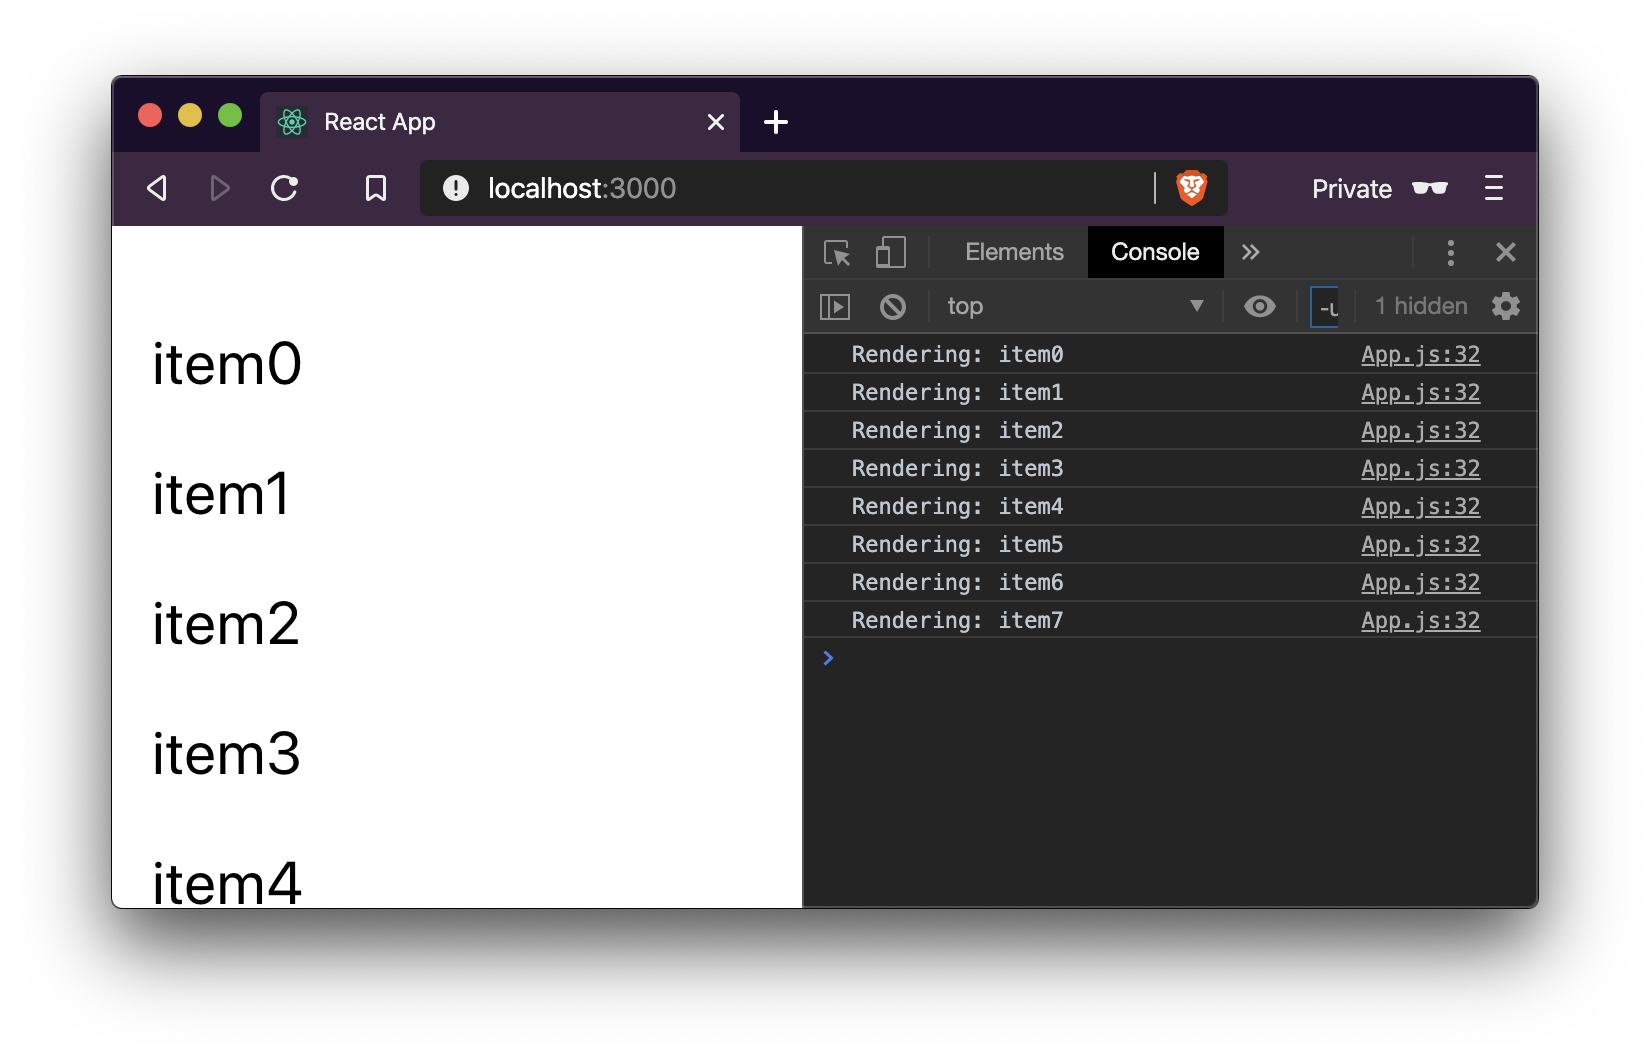 React App
localhost:3000
Private
item0
item1
item2
item3
item4
Elements Console
top -u 1 hidden
Rendering: item0 App.js:32
Rendering: item1 App.js:32
Rendering: item2 App.js:32
Rendering: item3 App.js:32
Rendering: item4 App.js:32
Rendering: item5 App.js:32
Rendering: item6 App.js:32
Rendering: item7 App.js:32